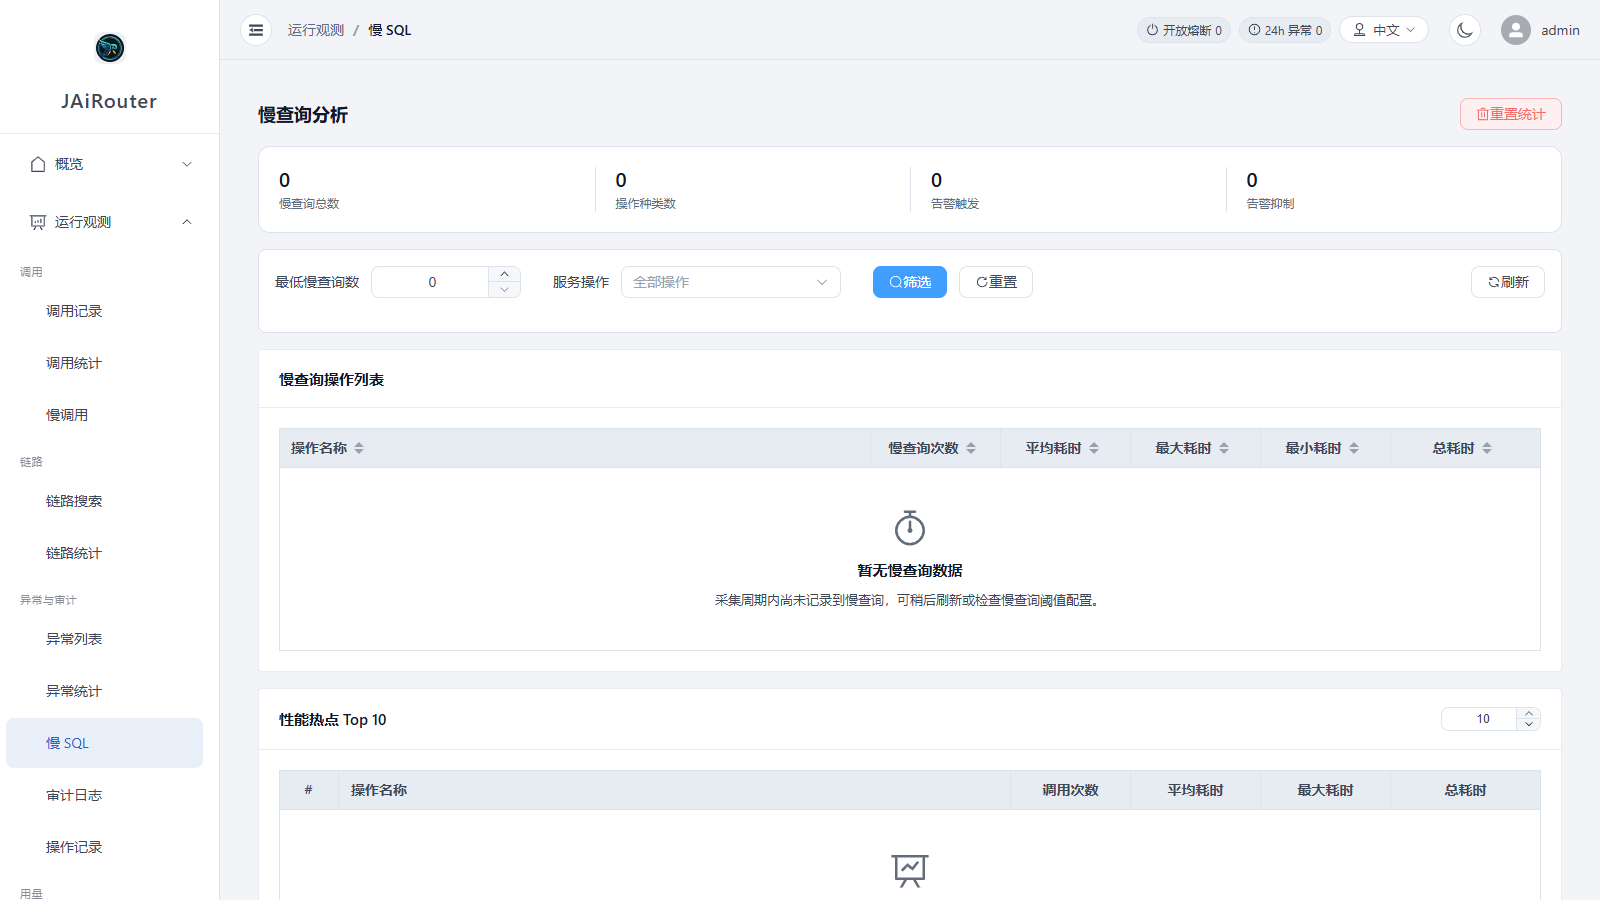 JAiRouter
概览
运行观测
调用
调用记录
调用统计
慢调用
链路
链路搜索
链路统计
异常与审计
异常列表
异常统计
慢 SQL
审计日志
操作记录
用量
运行观测 / 慢 SQL
开放熔断 0
24h 异常 0
中文
admin
慢查询分析
重置统计
0
慢查询总数
0
操作种类数
0
告警触发
0
告警抑制
最低慢查询数 0
服务操作 全部操作
筛选
重置
刷新
慢查询操作列表
操作名称 慢查询次数 平均耗时 最大耗时 最小耗时 总耗时
暂无慢查询数据
采集周期内尚未记录到慢查询，可稍后刷新或检查慢查询阈值配置。
性能热点 Top 10
10
# 操作名称 调用次数 平均耗时 最大耗时 总耗时